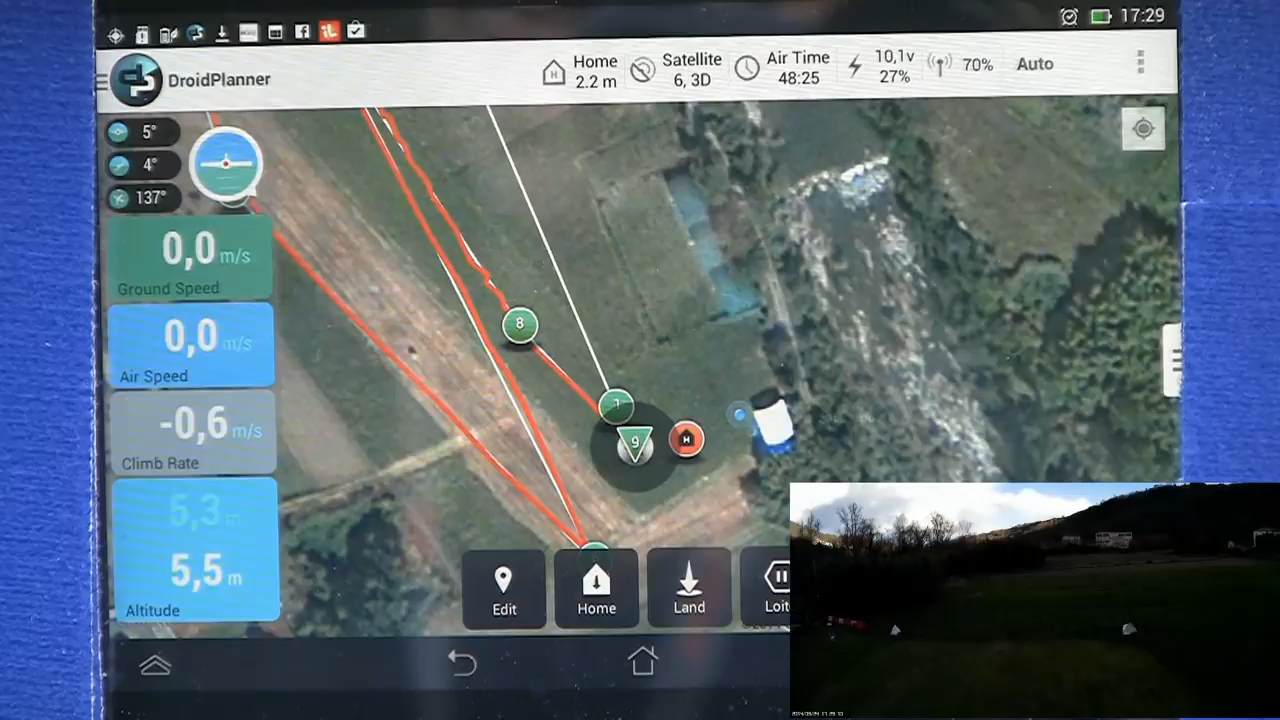 17:29
DroidPlanner
Home
2.2 m
Satellite
6, 3D
Air Time
48:25
10,1v
27%
70%
Auto
5°
4°
137°
0,0 m/s
Ground Speed
0,0 m/s
Air Speed
-0,6 m/s
Climb Rate
5,3 m
5,5 m
Altitude
8
1
9
H
Edit
Home
Land
Loit